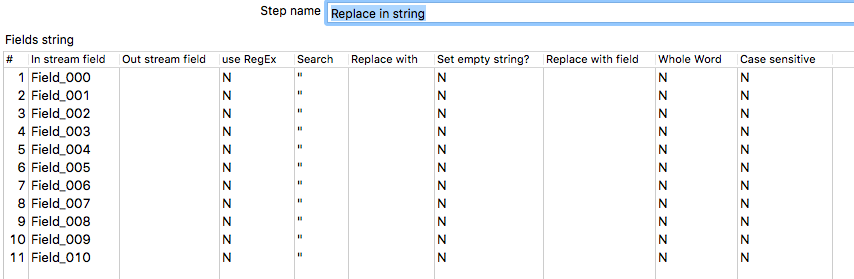 Step name Replace in string
Fields string
# In stream field Out stream field use RegEx Search Replace with Set empty string? Replace with field Whole Word Case sensitive
1 Field_000 N " N N N
2 Field_001 N " N N N
3 Field_002 N " N N N
4 Field_003 N " N N N
5 Field_004 N " N N N
6 Field_005 N " N N N
7 Field_006 N " N N N
8 Field_007 N " N N N
9 Field_008 N " N N N
10 Field_009 N " N N N
11 Field_010 N " N N N